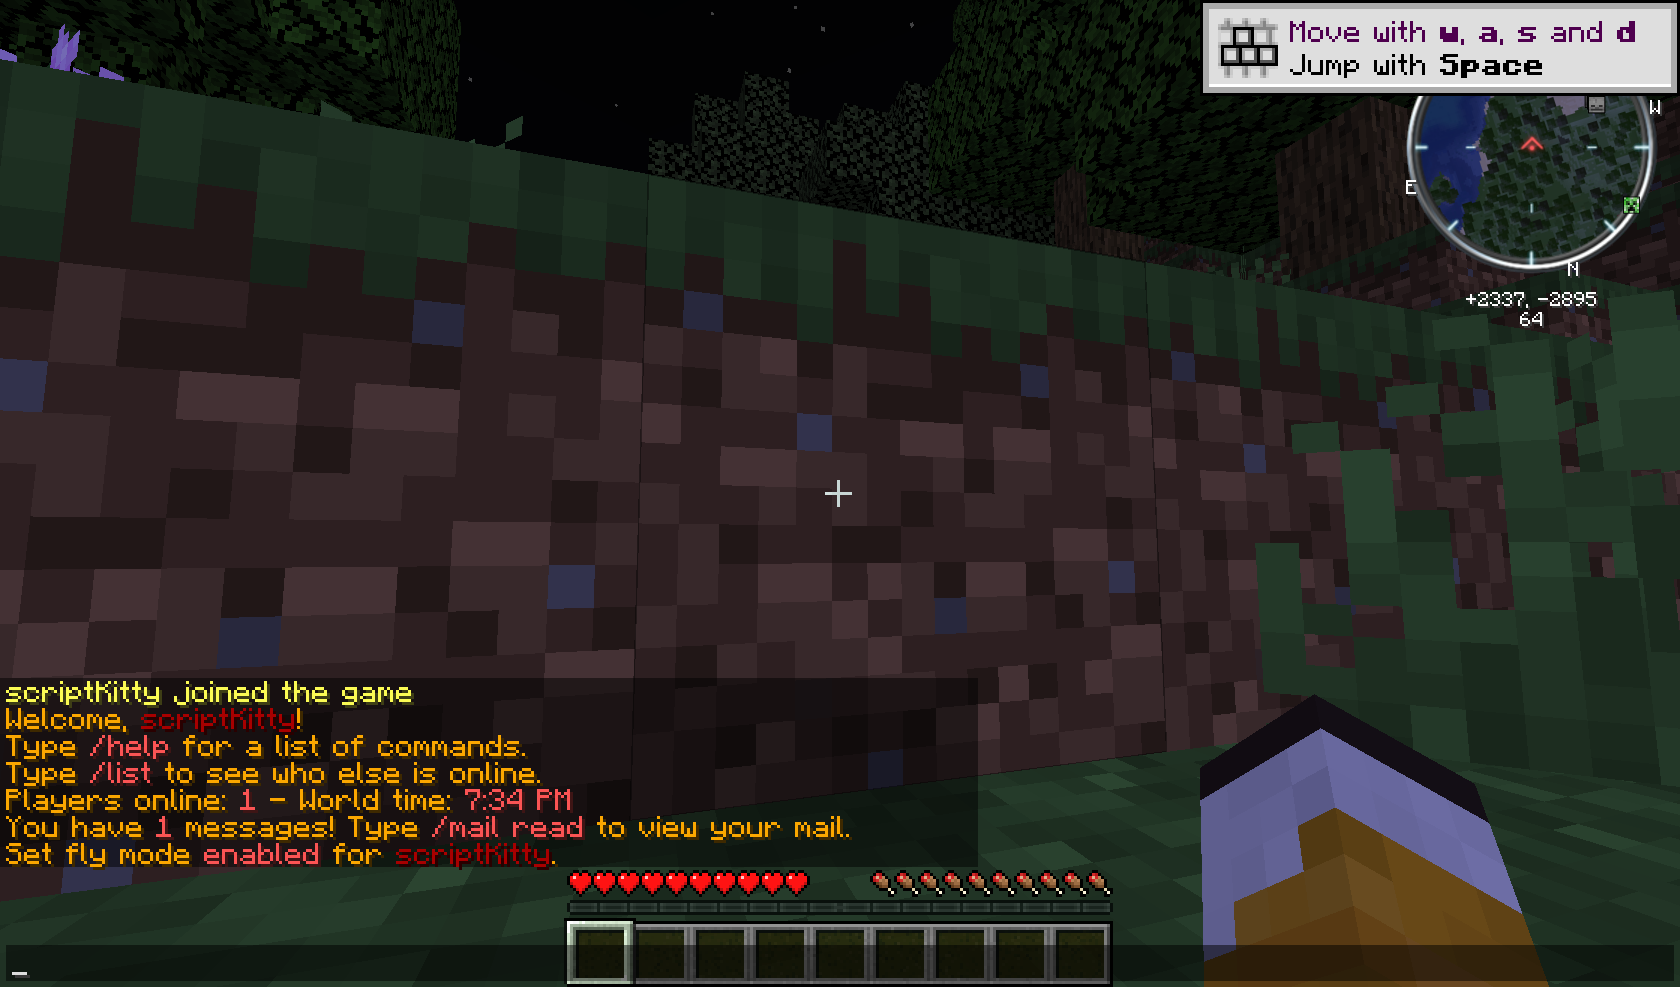 Move with w, a, s and d
Jump with Space
W
E
N
+2337, -2895
64
scriptKitty joined the game
Welcome, scriptKitty!
Type /help for a list of commands.
Type /list to see who else is online.
Players online: 1 - World time: 7:34 PM
You have 1 messages! Type /mail read to view your mail.
Set fly mode enabled for scriptKitty.
_